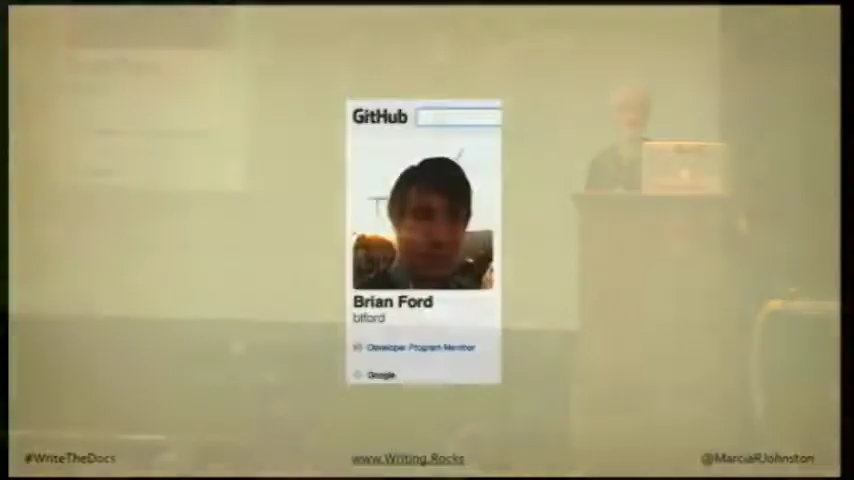 GitHub
Brian Ford
btford
Developer Program Member
Google
#WriteTheDocs
www.Writing.Rocks
@MarciaRJohnston